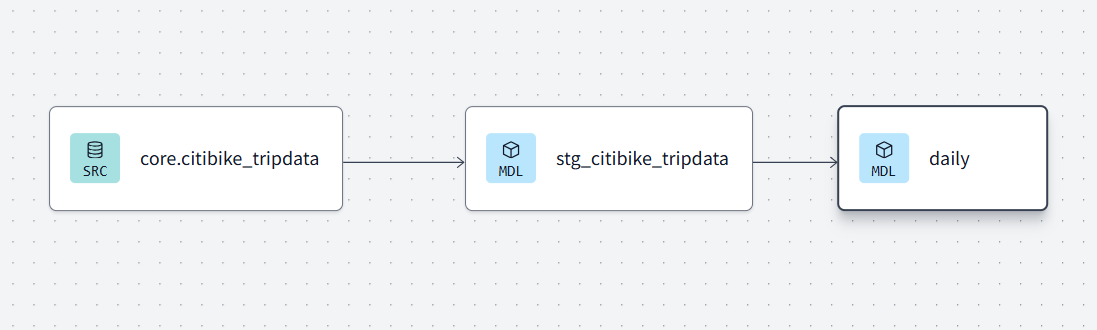 SRC
core.citibike_tripdata
MDL
stg_citibike_tripdata
MDL
daily